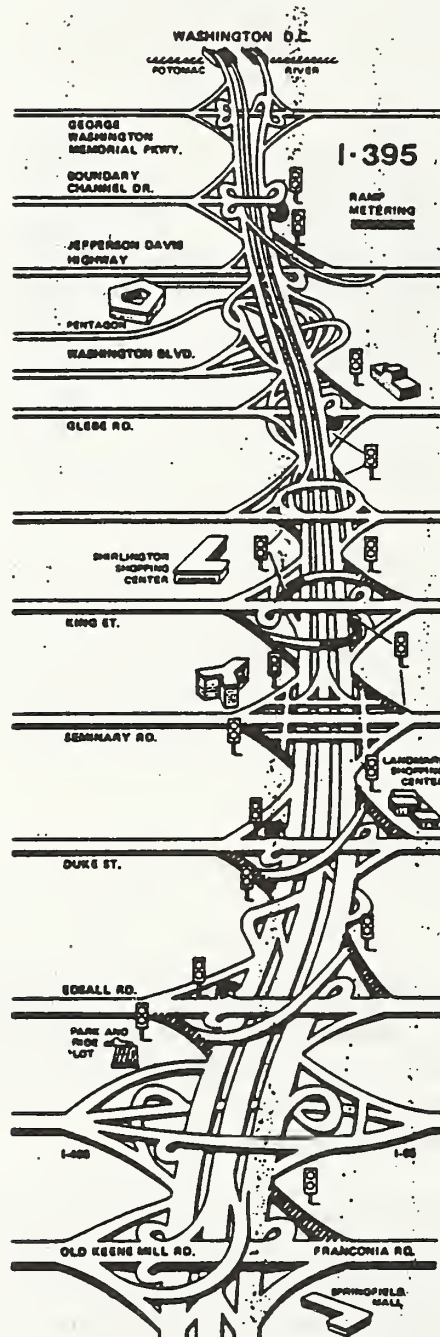 WASHINGTON D.C.
POTOMAC RIVER
GEORGE
WASHINGTON
MEMORIAL PKWY.
I-395
BOUNDARY
CHANNEL DR.
RAMP
METERING
JEFFERSON DAVIS
HIGHWAY
PENTAGON
WASHINGTON BLVD.
GLEBE RD.
SHIRLINGTON
SHOPPING
CENTER
KING ST.
SEMINARY RD.
LANDMARK
SHOPPING
CENTER
DUKE ST.
EDSALL RD.
PARK AND
RIDE
LOT
I-495
I-95
OLD KEENE MILL RD.
FRANCONIA RD.
SPRINGFIELD
MALL